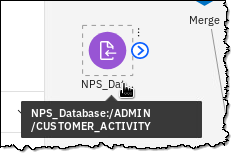 Merge
NPS_Dat...
NPS_Database:/ADMIN
/CUSTOMER_ACTIVITY